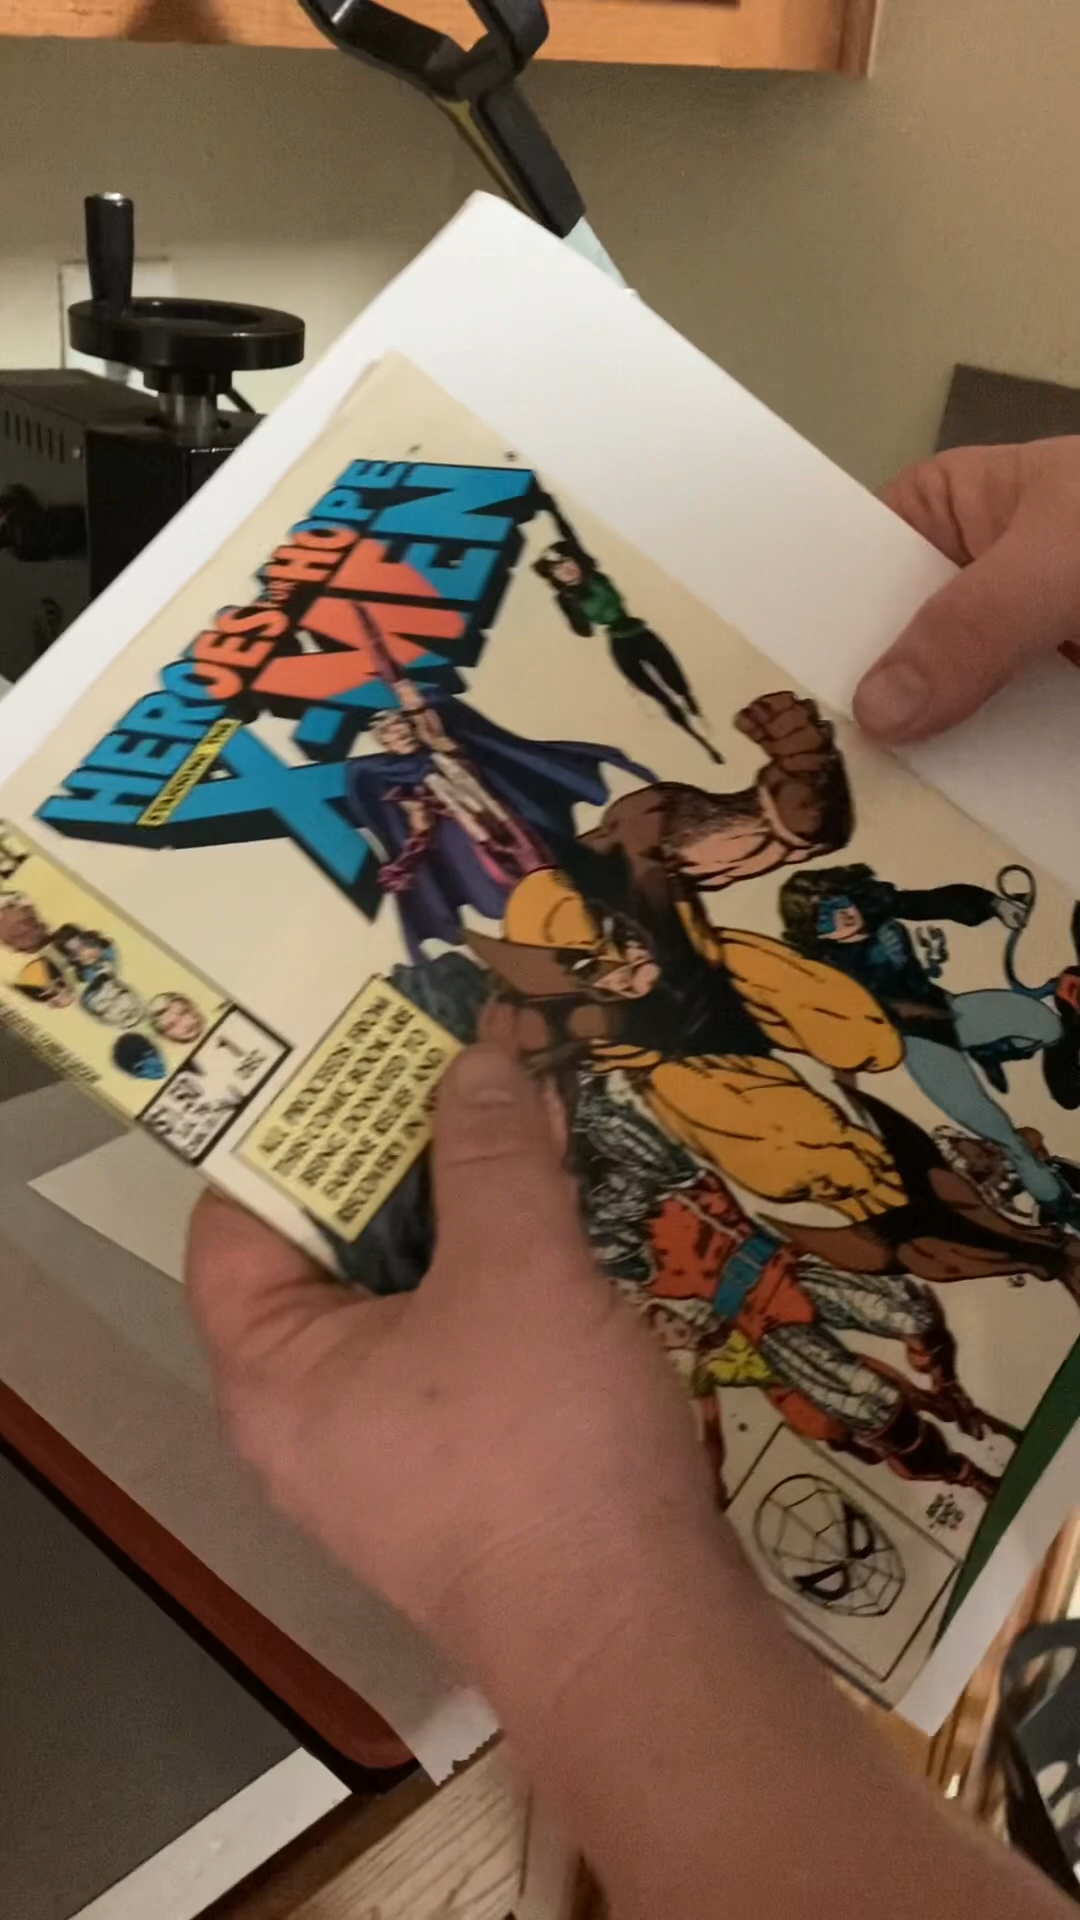 HEROES FOR HOPE
STARRING THE
X-MEN
1
DEC
ALL PROCEEDS FROM
THIS COMIC BOOK ARE
BEING DONATED TO
FAMINE RELIEF AND
RECOVERY IN